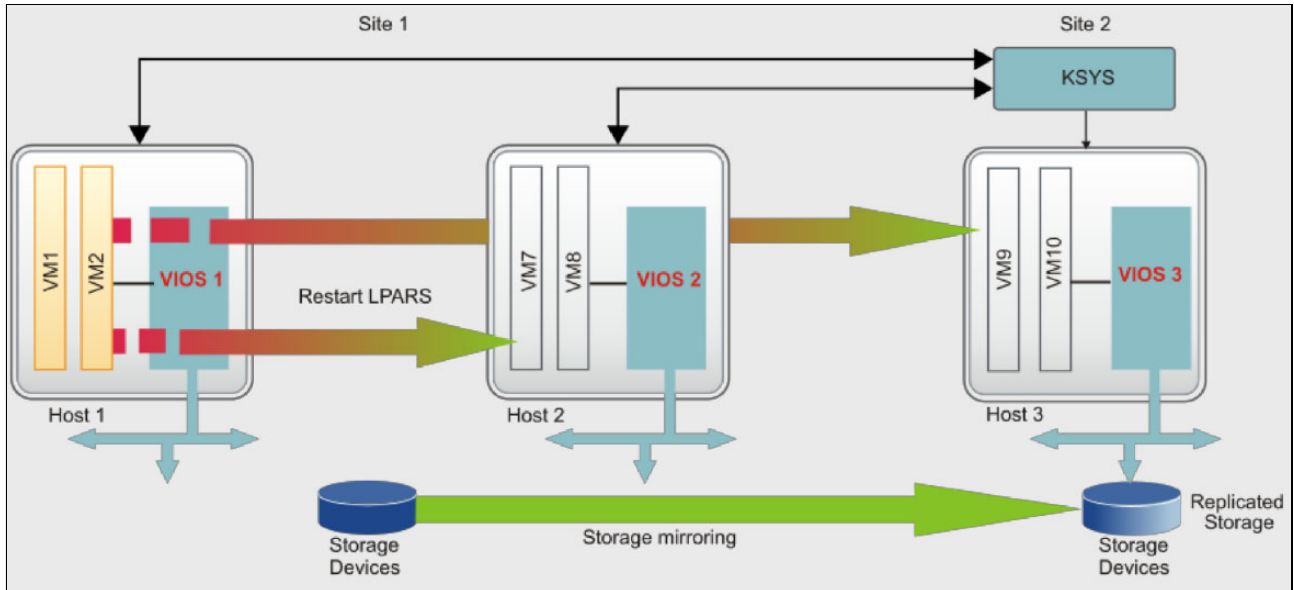 Site 1
Site 2
KSYS
VM1
VM2
VIOS 1
Restart LPARS
VM7
VM8
VIOS 2
VM9
VM10
VIOS 3
Host 1
Host 2
Host 3
Storage
Devices
Storage mirroring
Storage
Devices
Replicated
Storage